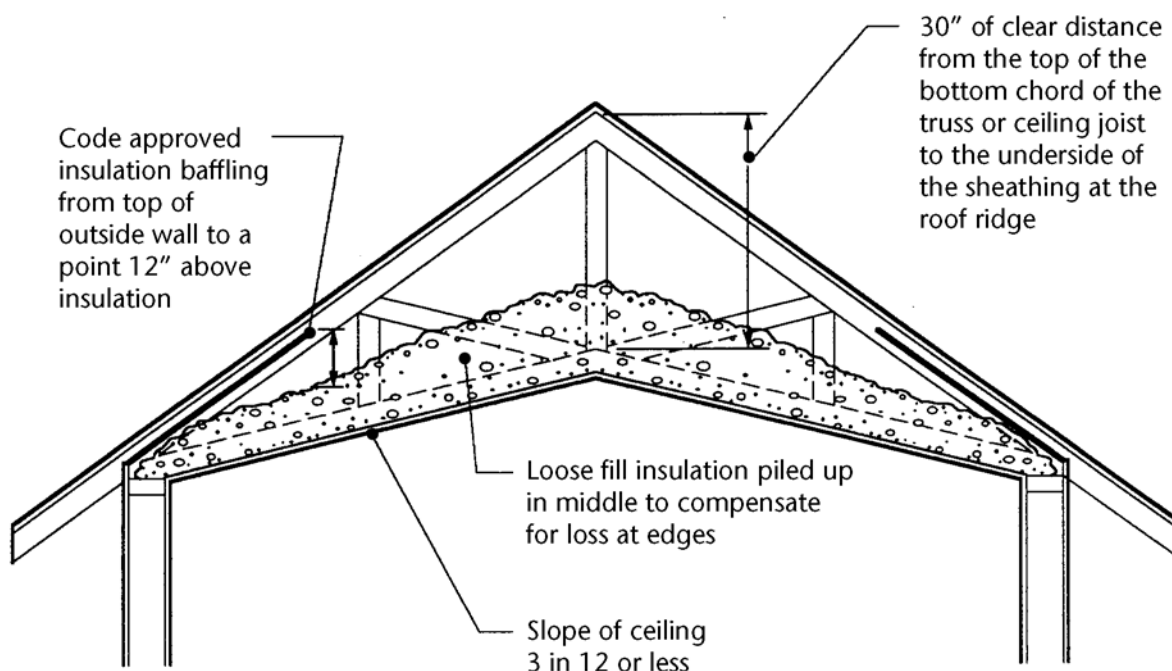 30″ of clear distance
from the top of the
bottom chord of the
truss or ceiling joist
to the underside of
the sheathing at the
roof ridge
Code approved
insulation baffling
from top of
outside wall to a
point 12″ above
insulation
Loose fill insulation piled up
in middle to compensate
for loss at edges
Slope of ceiling
3 in 12 or less